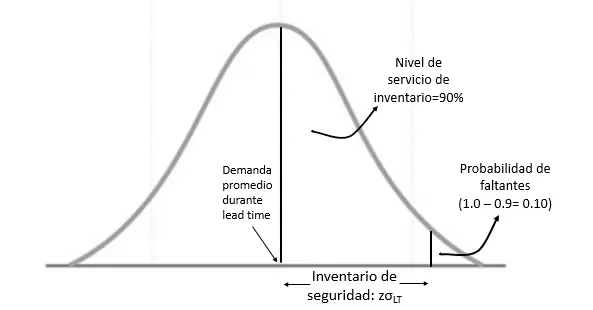 Nivel de
servicio de
inventario=90%
Probabilidad de
faltantes
(1.0 – 0.9= 0.10)
Demanda
promedio
durante
lead time
Inventario de
seguridad: zσLT